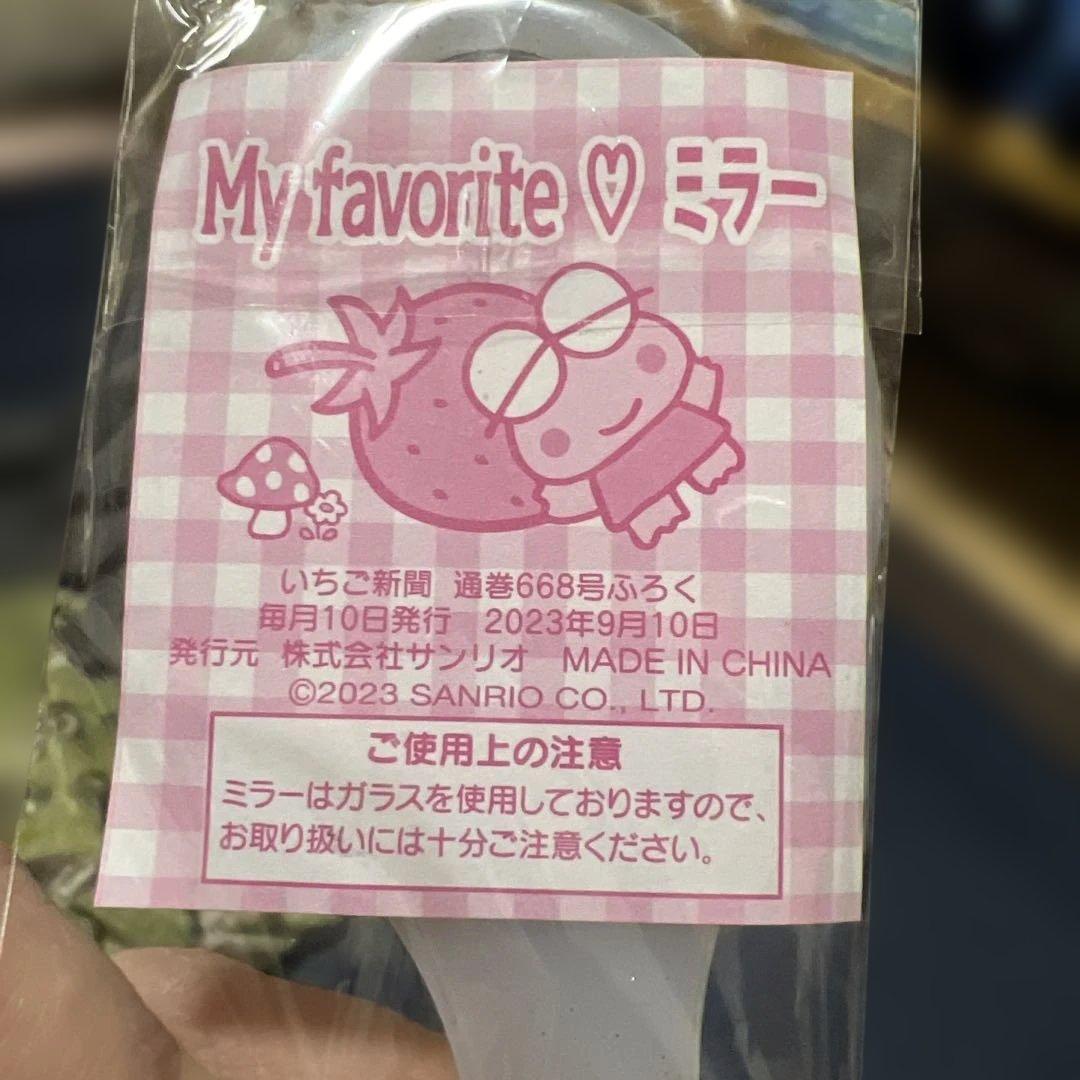 My favorite ♡ ミラー
いちご新聞 通巻668号ふろく
毎月10日発行 2023年9月10日
発行元 株式会社サンリオ MADE IN CHINA
©2023 SANRIO CO., LTD.
ご使用上の注意
ミラーはガラスを使用しておりますので、
お取り扱いには十分ご注意ください。